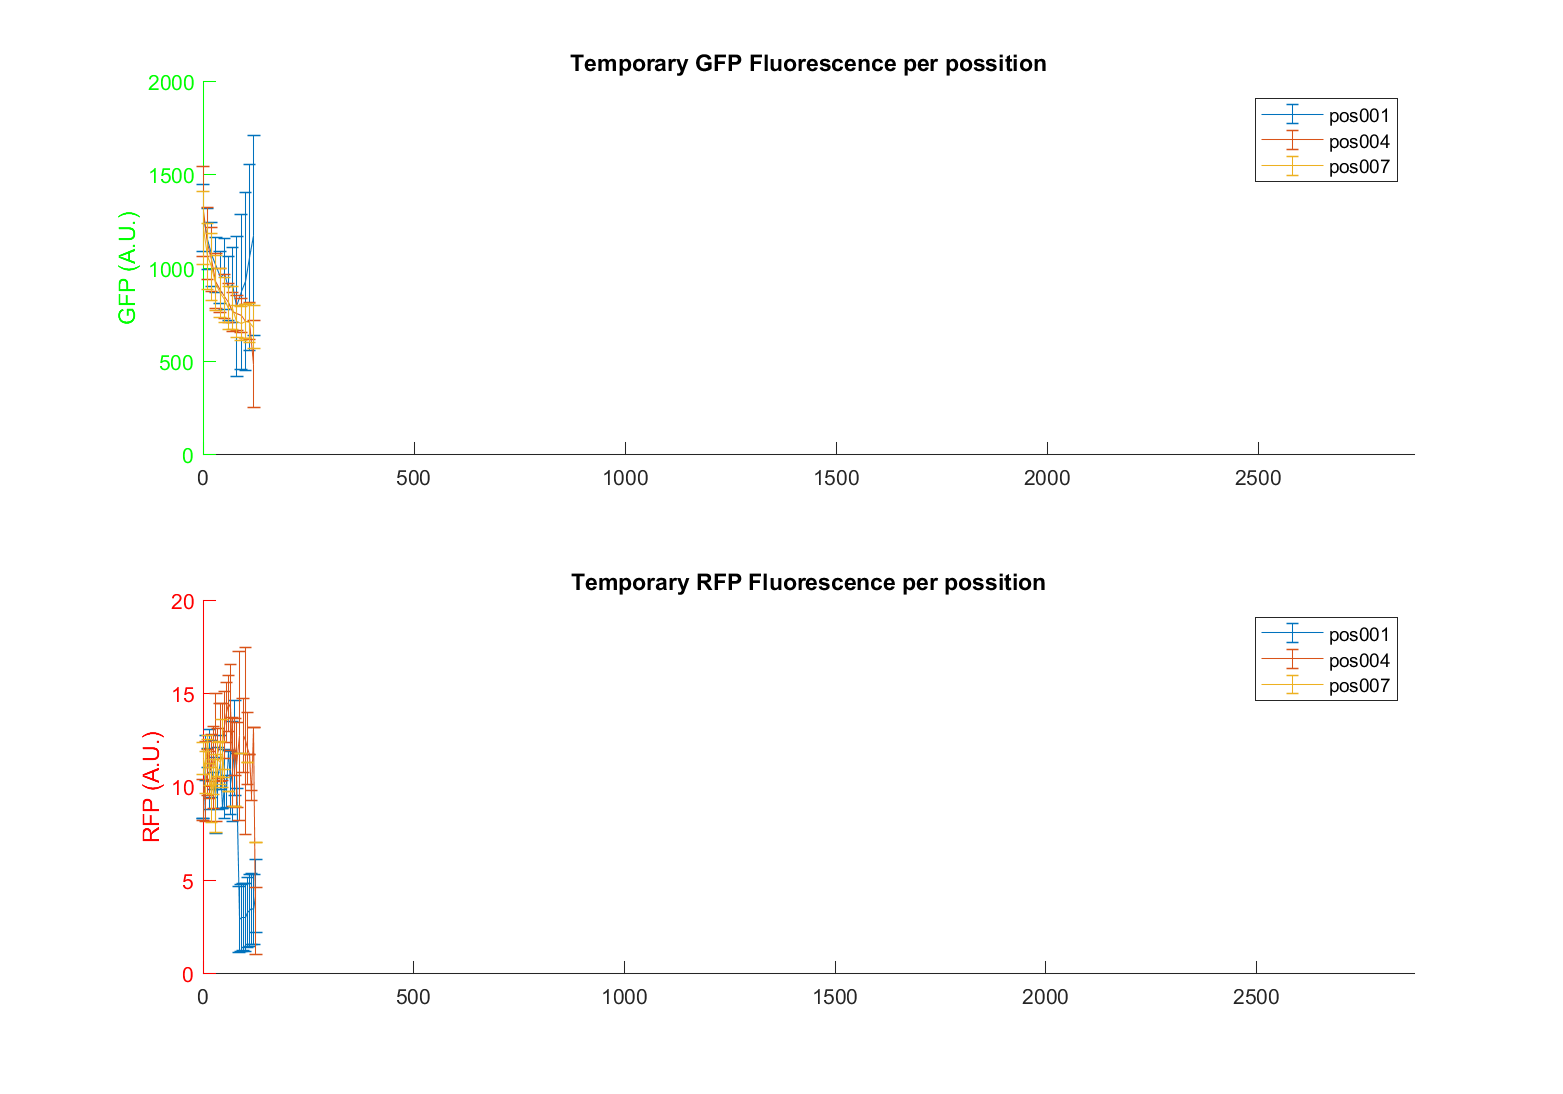 Temporary GFP Fluorescence per possition
GFP (A.U.)
2000
1500
1000
500
0
0 500 1000 1500 2000 2500
pos001
pos004
pos007
Temporary RFP Fluorescence per possition
RFP (A.U.)
20
15
10
5
0
0 500 1000 1500 2000 2500
pos001
pos004
pos007